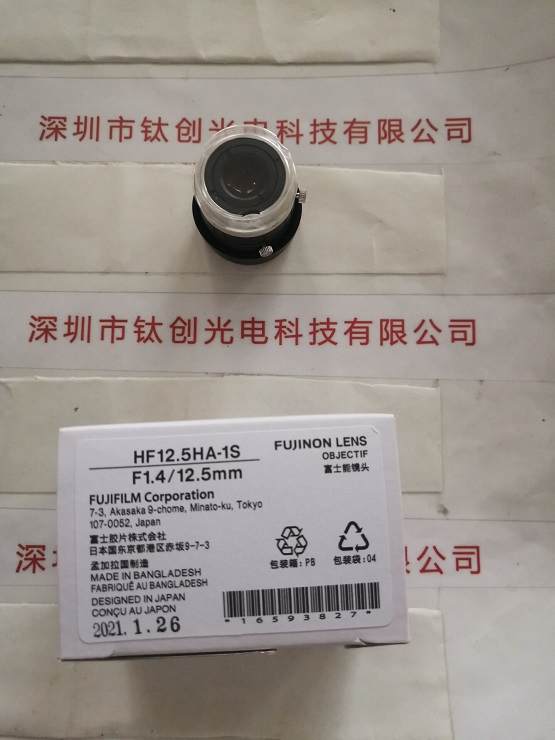 深圳市钛创光电科技有限公司
深圳市钛创光电科技有限公司
深圳
限公司
HF12.5HA-1S
F1.4/12.5mm
FUJINON LENS
OBJECTIF
富士能镜头
FUJIFILM Corporation
7-3, Akasaka 9-chome, Minato-ku, Tokyo
107-0052, Japan
富士胶片株式会社
日本国东京都港区赤坂9-7-3
孟加拉国制造
MADE IN BANGLADESH
FABRIQUÉ AU BANGLADESH
DESIGNED IN JAPAN
CONÇU AU JAPON
2021.1.26
包装箱: PB
包装袋: 04
*16593827*